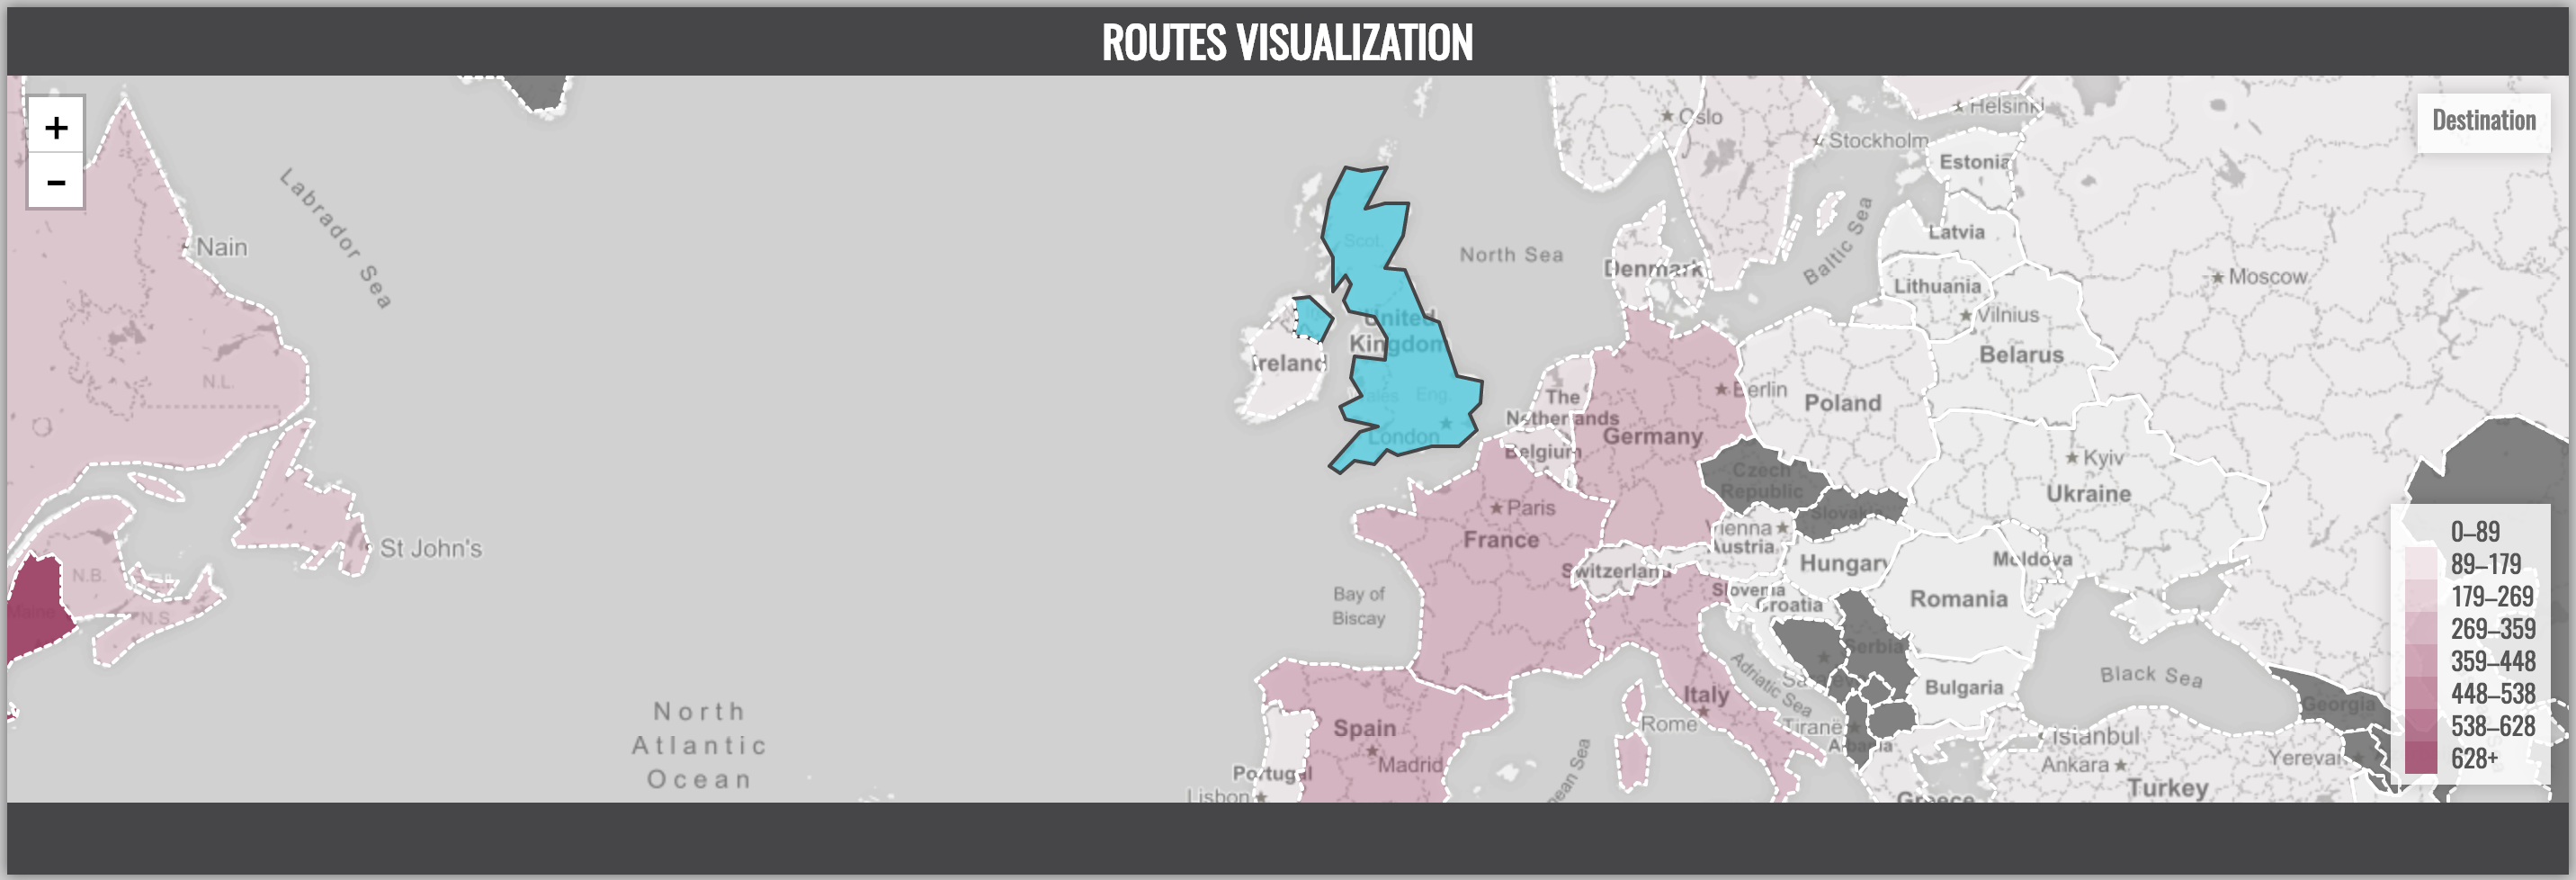 ROUTES VISUALIZATION
+
−
Destination
Labrador Sea
Nain
N.L.
St John's
N.B.
N.S.
Maine
North
Atlantic
Ocean
Oslo
Helsinki
Stockholm
Estonia
Scot.
North Sea
Baltic Sea
Latvia
Denmark
Moscow
Lithuania
Vilnius
United
Kingdom
Ireland
Belarus
Berlin
Eng.
The
Netherlands
Poland
London
Germany
Belgium
Kyiv
Ukraine
Czech
Republic
Slovakia
Paris
France
Vienna
Austria
Hungary
Moldova
Switzerland
Slovenia
Croatia
Romania
Bay of
Biscay
Serbia
Adriatic Sea
Black Sea
Bulgaria
Italy
Rome
Georgia
Spain
Madrid
Tiranë
Albania
Istanbul
Ankara
Yerevan
Portugal
Lisbon
Greece
Turkey
0–89
89–179
179–269
269–359
359–448
448–538
538–628
628+